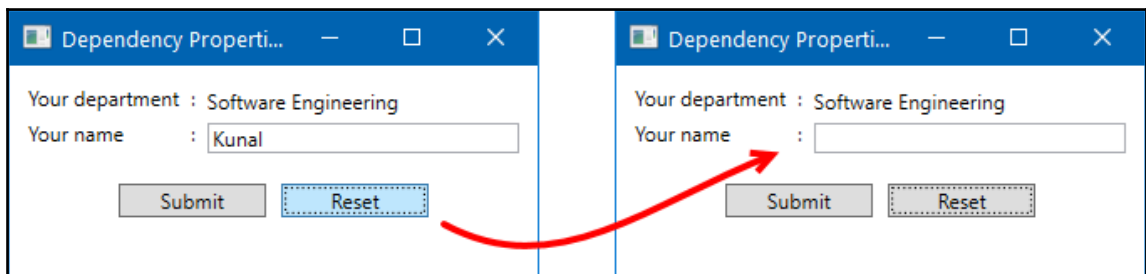 Dependency Properti...
Your department : Software Engineering
Your name : Kunal
Submit Reset
Dependency Properti...
Your department : Software Engineering
Your name :
Submit Reset